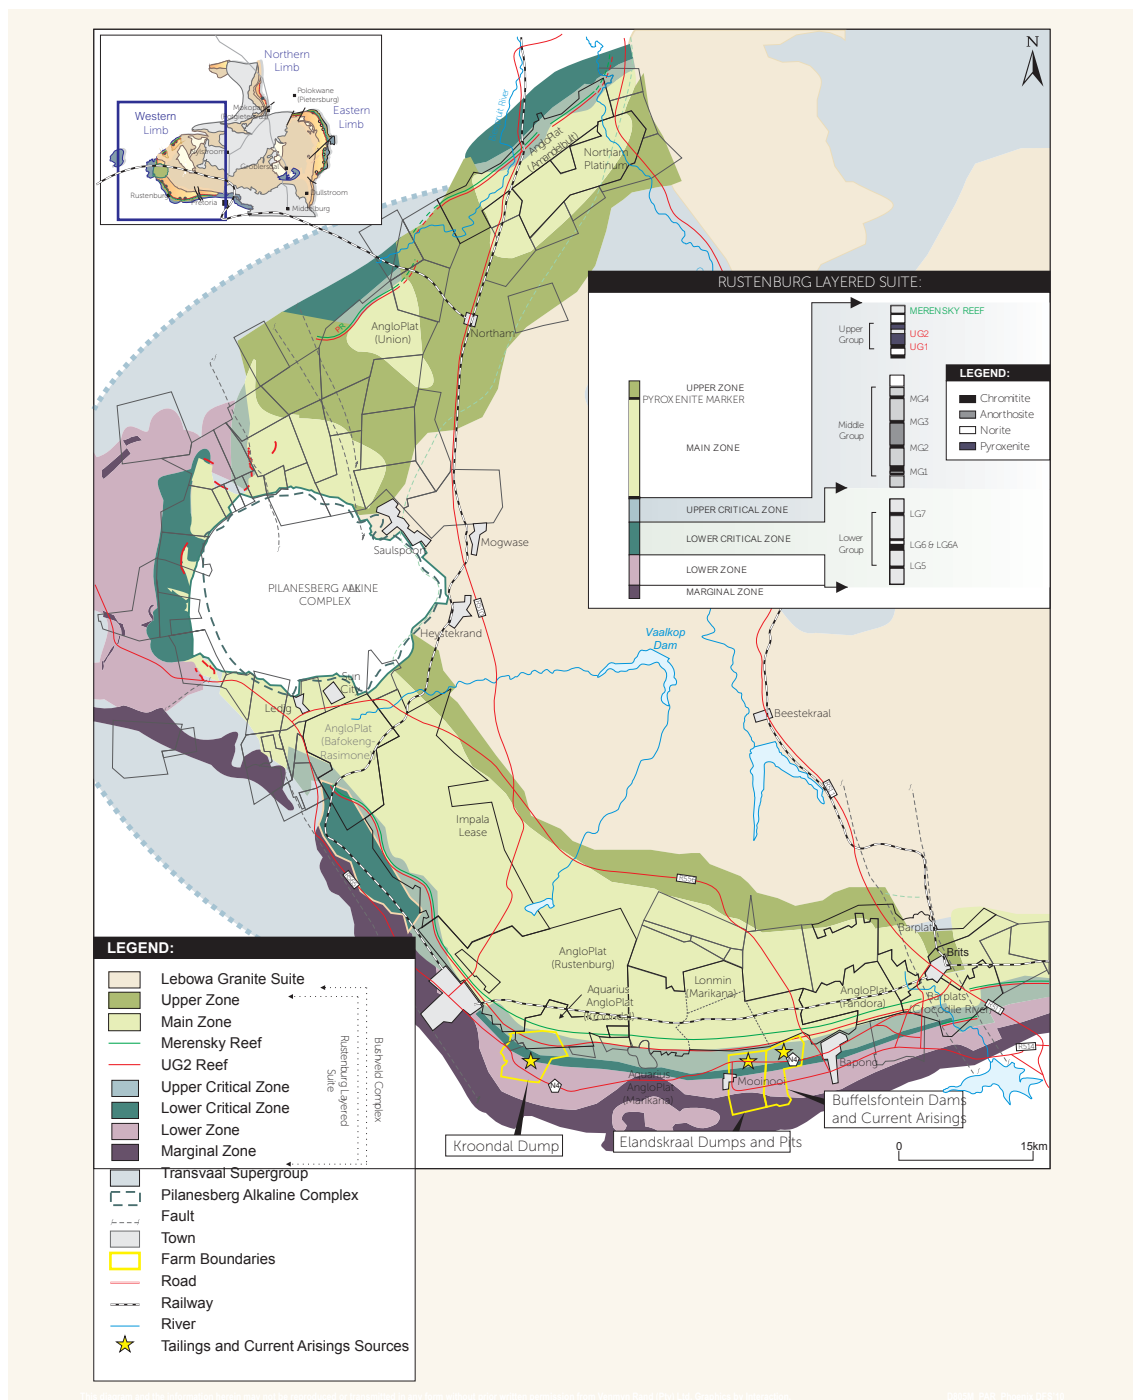 Northern
Limb
Polokwane
(Pietersburg)
Western
Limb
Eastern
Limb
Rustenburg
Pretoria
Dullstroom
Middelburg
N
AngloPlat
(Amandelbult)
Northam
Platinum
Northam
AngloPlat
(Union)
PR
RUSTENBURG LAYERED SUITE:
MERENSKY REEF
Upper
Group
UG2
UG1
LEGEND:
Chromitite
Anorthosite
Norite
Pyroxenite
UPPER ZONE
PYROXENITE MARKER
MAIN ZONE
Middle
Group
MG4
MG3
MG2
MG1
UPPER CRITICAL ZONE
LOWER CRITICAL ZONE
LOWER ZONE
MARGINAL ZONE
Lower
Group
LG7
LG6 & LG6A
LG5
Saulspoort
Mogwase
PILANESBERG ALKALINE
COMPLEX
Heystekrand
Vaalkop
Dam
Sun
City
Ledig
AngloPlat
(Bafokeng-
Rasimone)
Beestekraal
Impala
Lease
Barplats
Brits
AngloPlat
(Rustenburg)
Lonmin
(Marikana)
Aquarius
AngloPlat
(Kroondal)
AngloPlat
(Pandora)
Barplats
(Crocodile River)
Aquarius
AngloPlat
(Marikana)
Mooinooi
Bapong
N4
N4
Kroondal Dump
Elandskraal Dumps and Pits
Buffelsfontein Dams
and Current Arisings
0 15km
LEGEND:
Lebowa Granite Suite
Upper Zone
Main Zone
Merensky Reef
UG2 Reef
Upper Critical Zone
Lower Critical Zone
Lower Zone
Marginal Zone
Rustenburg Layered
Suite
Bushveld Complex
Transvaal Supergroup
Pilanesberg Alkaline Complex
Fault
Town
Farm Boundaries
Road
Railway
River
Tailings and Current Arisings Sources